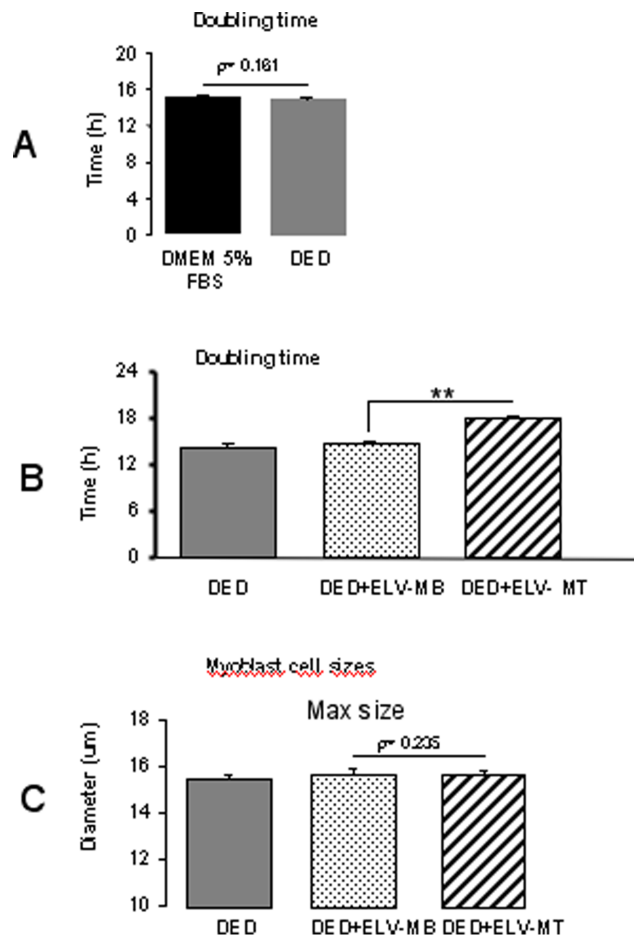 Doubling time
20
16
12
8
4
0
Time (h)
p= 0.161
DMEM 5%
FBS
DED
A
Doubling time
24
18
12
6
0
Time (h)
**
DED
DED+ELV-MB
DED+ELV- MT
B
Myoblast cell sizes
Max size
18
16
14
12
10
Diameter (um)
p= 0.235
DED
DED+ELV-MB
DED+ELV-MT
C